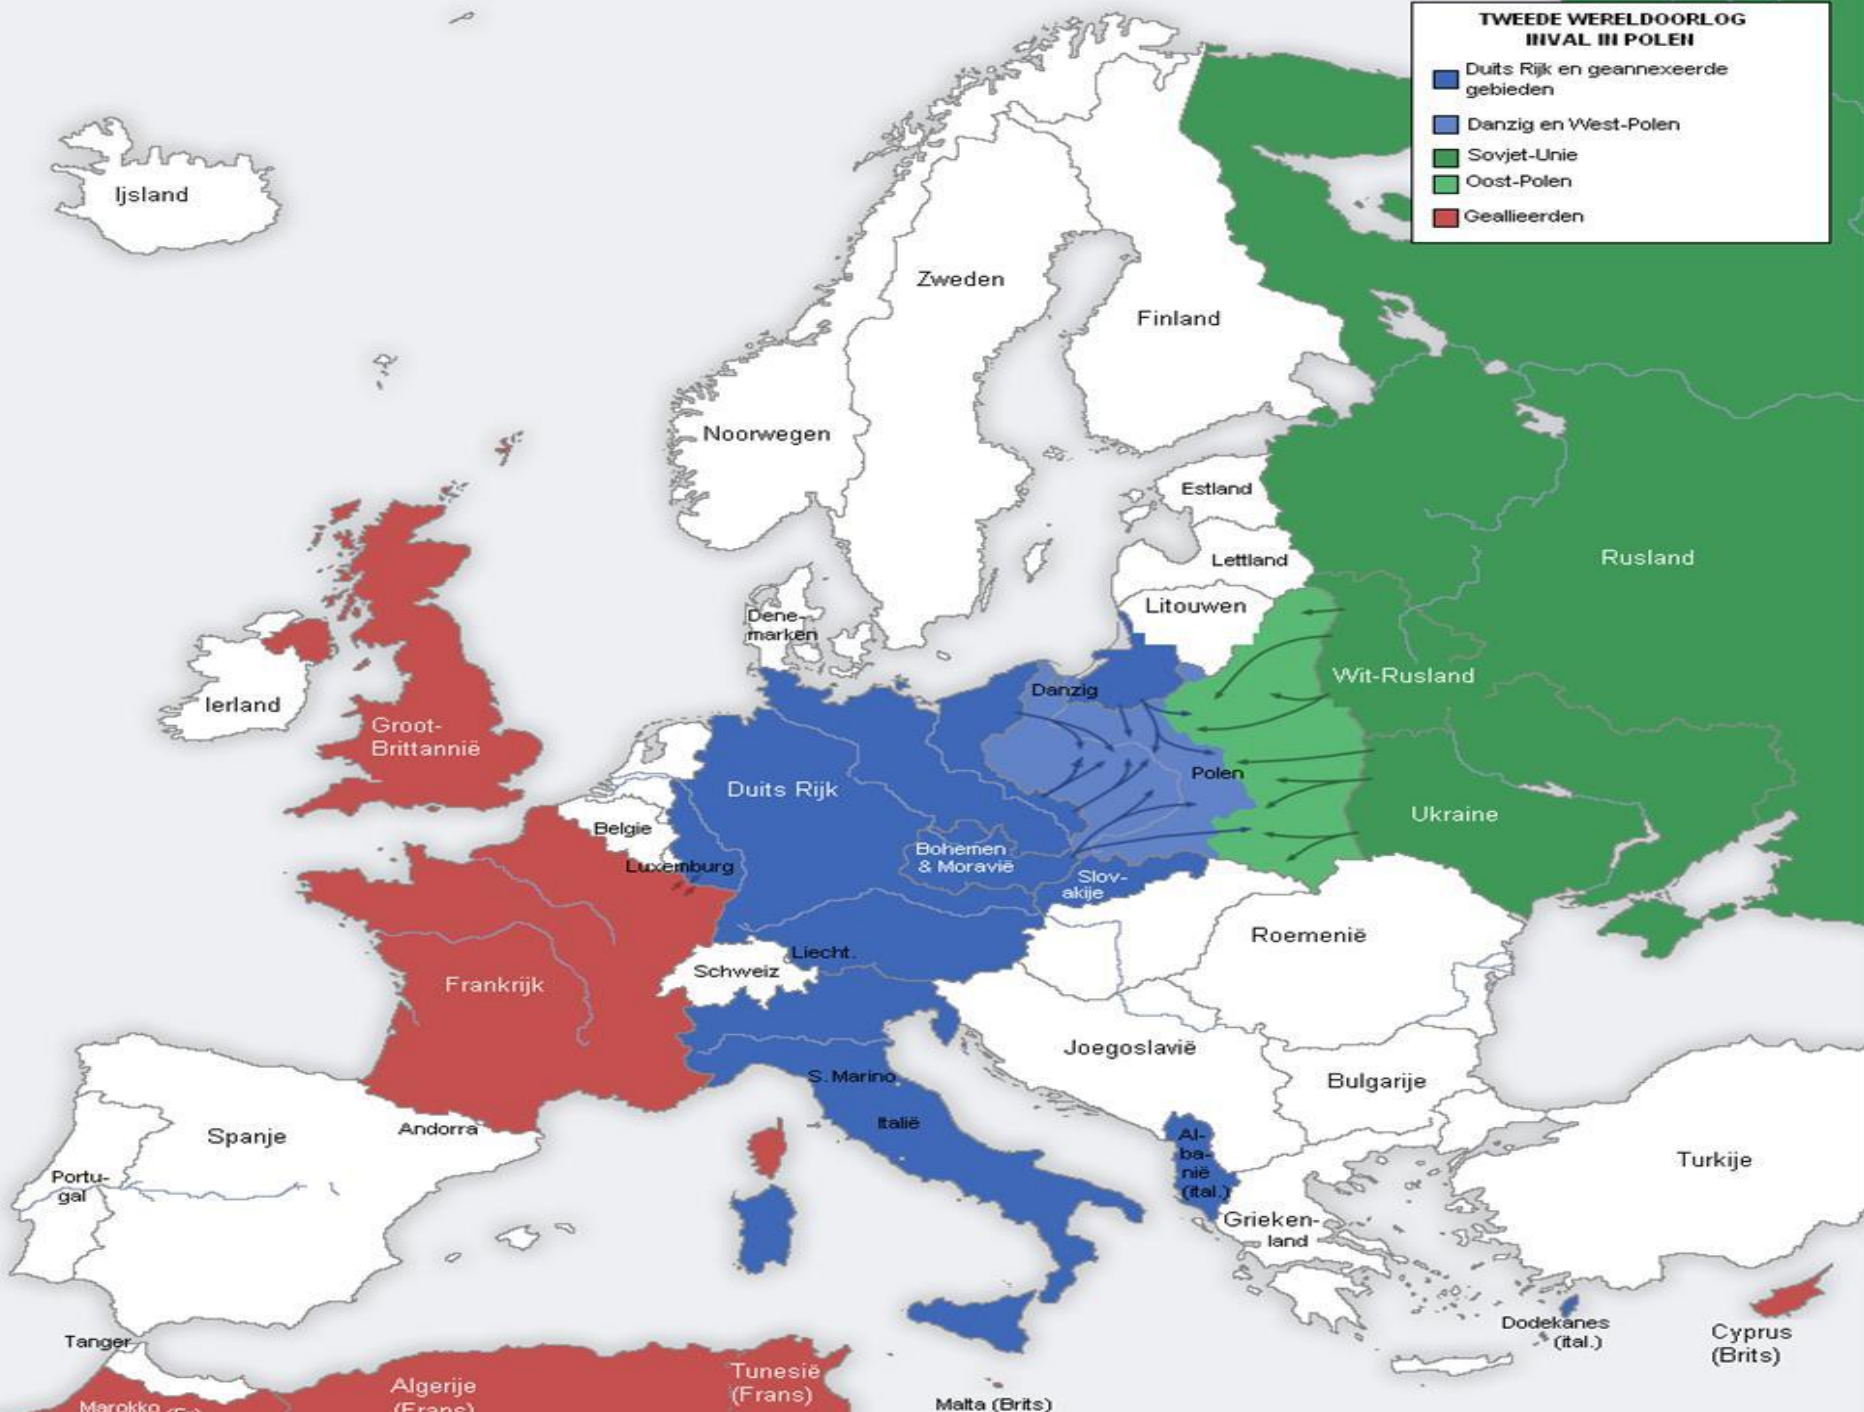 TWEEDE WERELDOORLOG
INVAL IN POLEN
Duits Rijk en geannexeerde
gebieden
Danzig en West-Polen
Sovjet-Unie
Oost-Polen
Geallieerden
Ijsland
Zweden
Finland
Noorwegen
Estland
Rusland
Lettland
Litouwen
Dene-
marken
Wit-Rusland
Danzig
Ierland
Groot-
Brittannië
Polen
Duits Rijk
Ukraine
Belgie
Bohemen
& Moravië
Luxemburg
Slov-
akije
Roemenië
Liecht.
Schweiz
Frankrijk
Joegoslavië
S. Marino
Bulgarije
Italië
Andorra
Spanje
Al-
ba-
nië
(ital.)
Turkije
Portu-
gal
Grieken-
land
Dodekanes
(ital.)
Cyprus
(Brits)
Tanger
Tunesië
(Frans)
Algerije
(Frans)
Malta (Brits)
Marokko